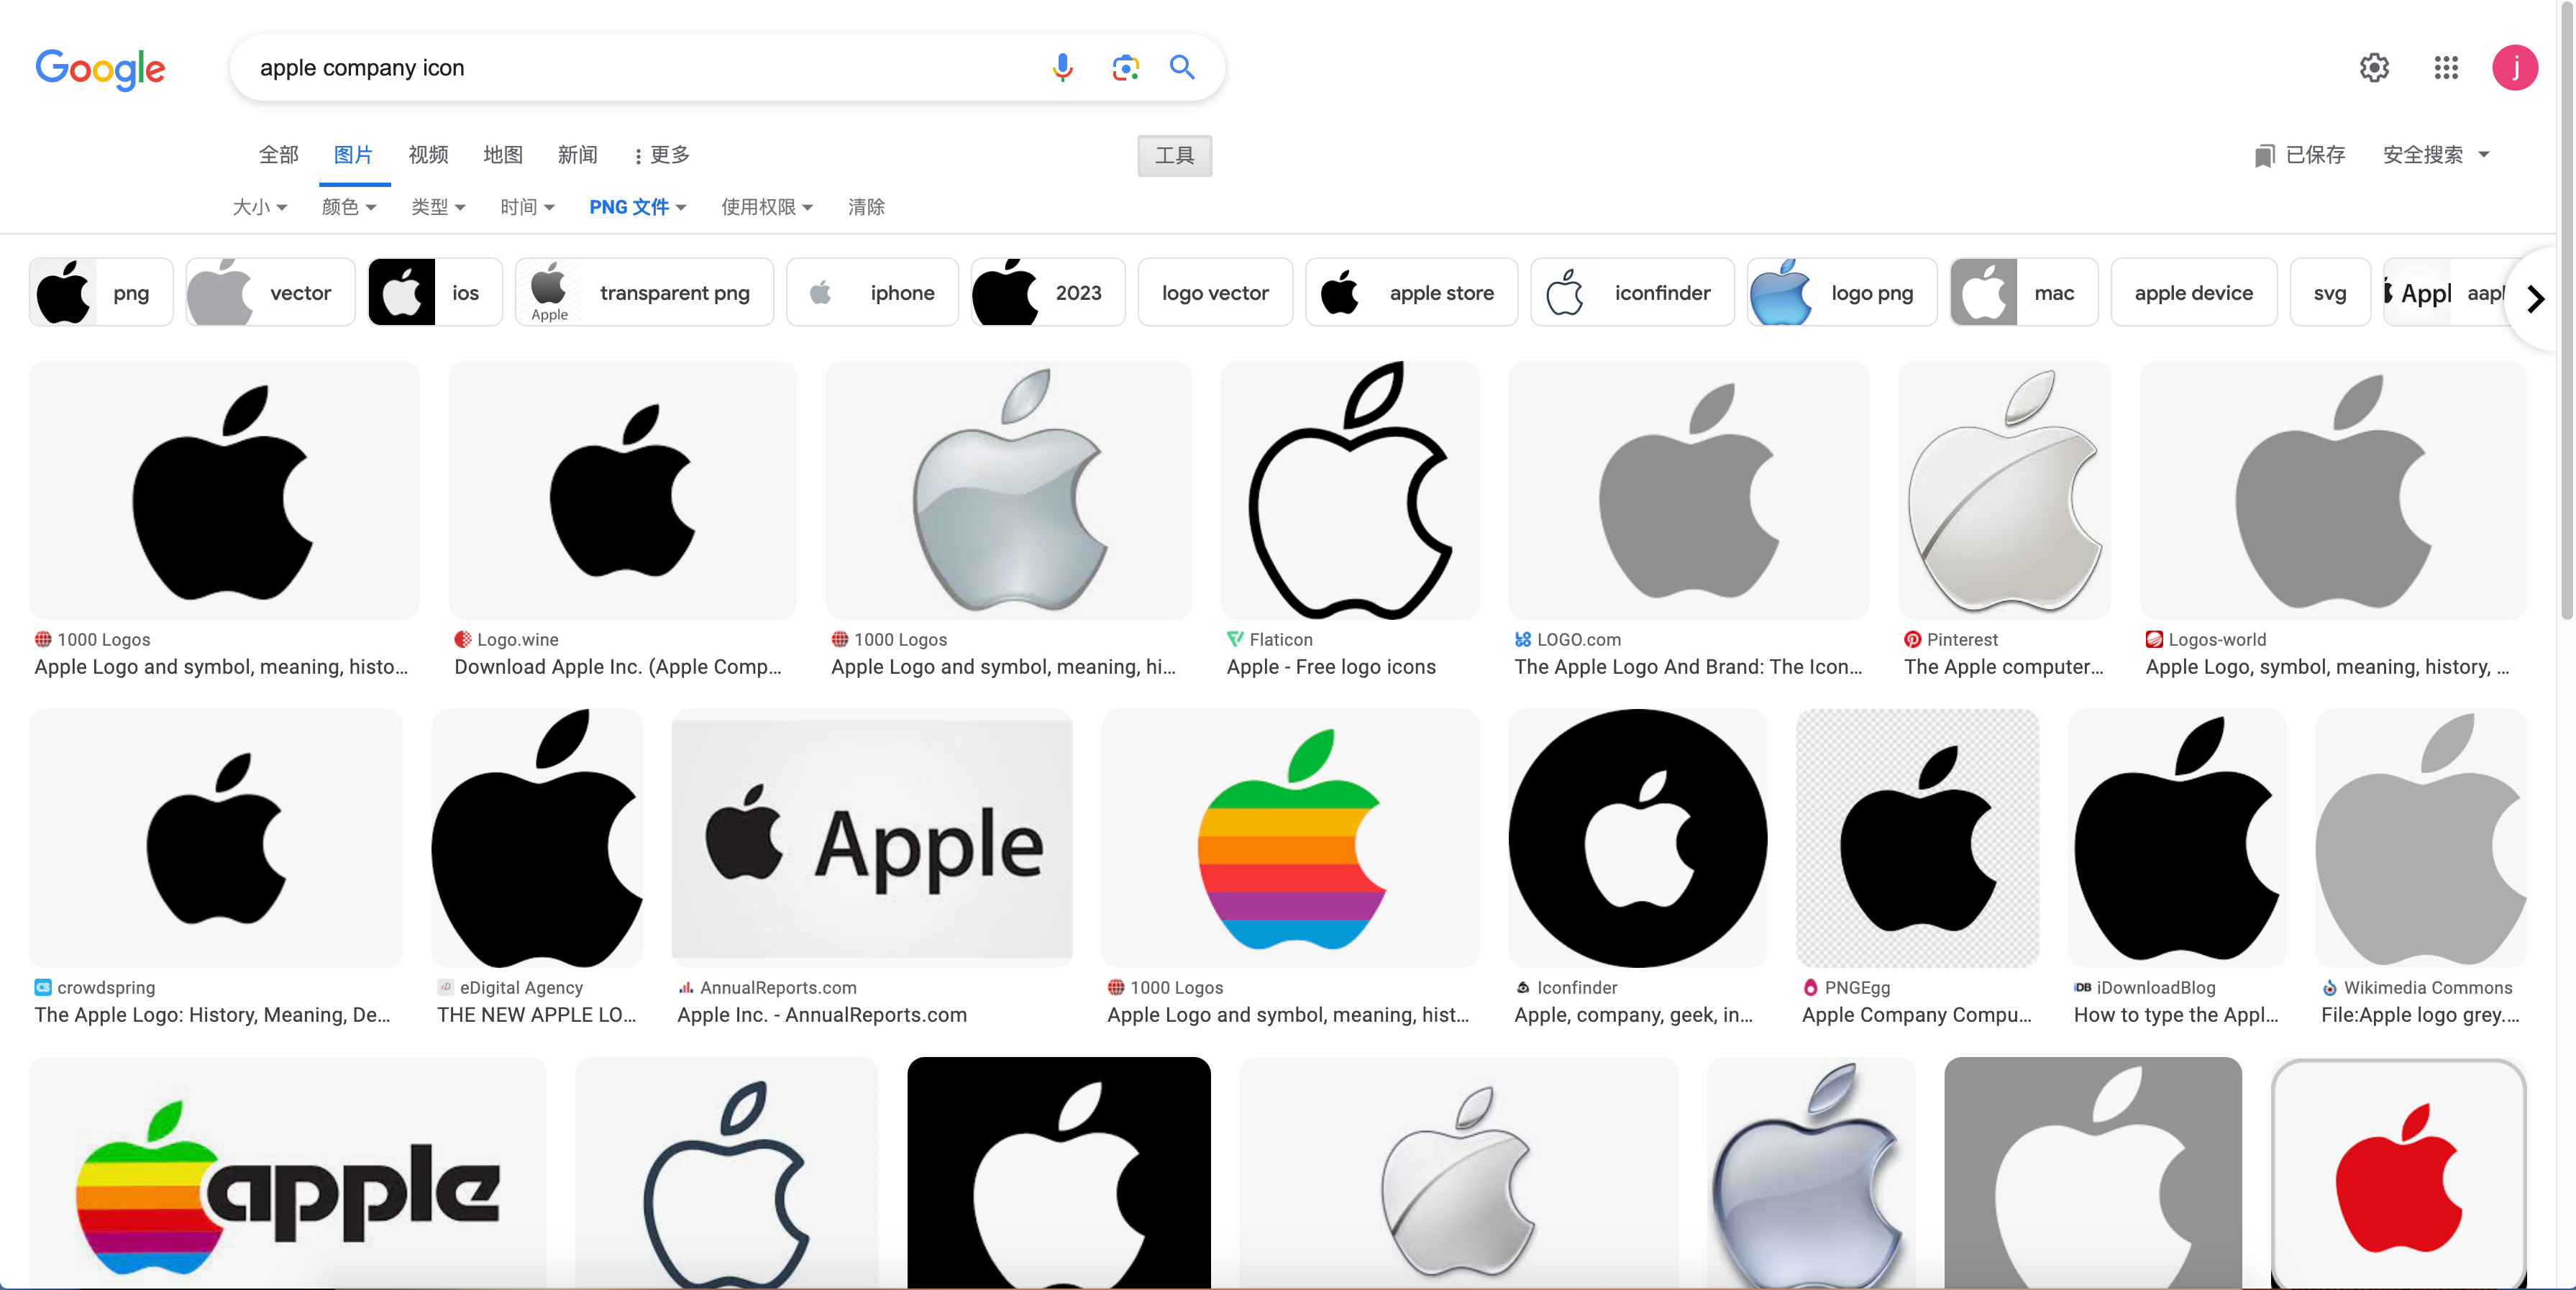 Google
apple company icon
j
全部 图片 视频 地图 新闻 更多 工具 已保存 安全搜索
大小 颜色 类型 时间 PNG 文件 使用权限 清除
png vector ios Apple transparent png iphone 2023 logo vector apple store iconfinder logo png mac apple device svg Appl aapl
1000 Logos
Apple Logo and symbol, meaning, histo...
Logo.wine
Download Apple Inc. (Apple Comp...
1000 Logos
Apple Logo and symbol, meaning, hi...
Flaticon
Apple - Free logo icons
LOGO.com
The Apple Logo And Brand: The Icon...
Pinterest
The Apple computer...
Logos-world
Apple Logo, symbol, meaning, history, ...
Apple
crowdspring
The Apple Logo: History, Meaning, De...
eDigital Agency
THE NEW APPLE LO...
AnnualReports.com
Apple Inc. - AnnualReports.com
1000 Logos
Apple Logo and symbol, meaning, hist...
Iconfinder
Apple, company, geek, in...
PNGEgg
Apple Company Compu...
iDB iDownloadBlog
How to type the Appl...
Wikimedia Commons
File:Apple logo grey....
apple